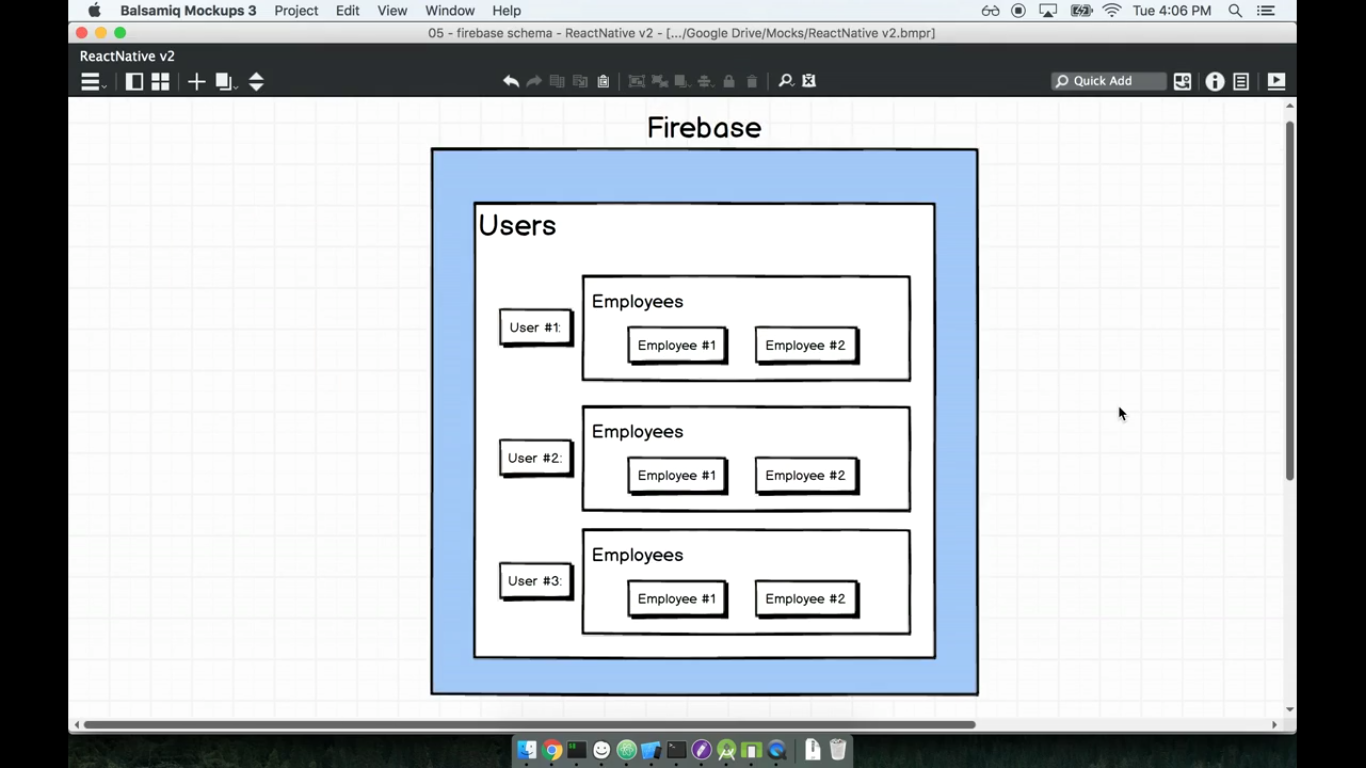 Balsamiq Mockups 3 Project Edit View Window Help Tue 4:06 PM
05 - firebase schema - ReactNative v2 - [.../Google Drive/Mocks/ReactNative v2.bmpr]
ReactNative v2
Quick Add
Firebase
Users
Employees
User #1:
Employee #1 Employee #2
Employees
User #2:
Employee #1 Employee #2
Employees
User #3:
Employee #1 Employee #2